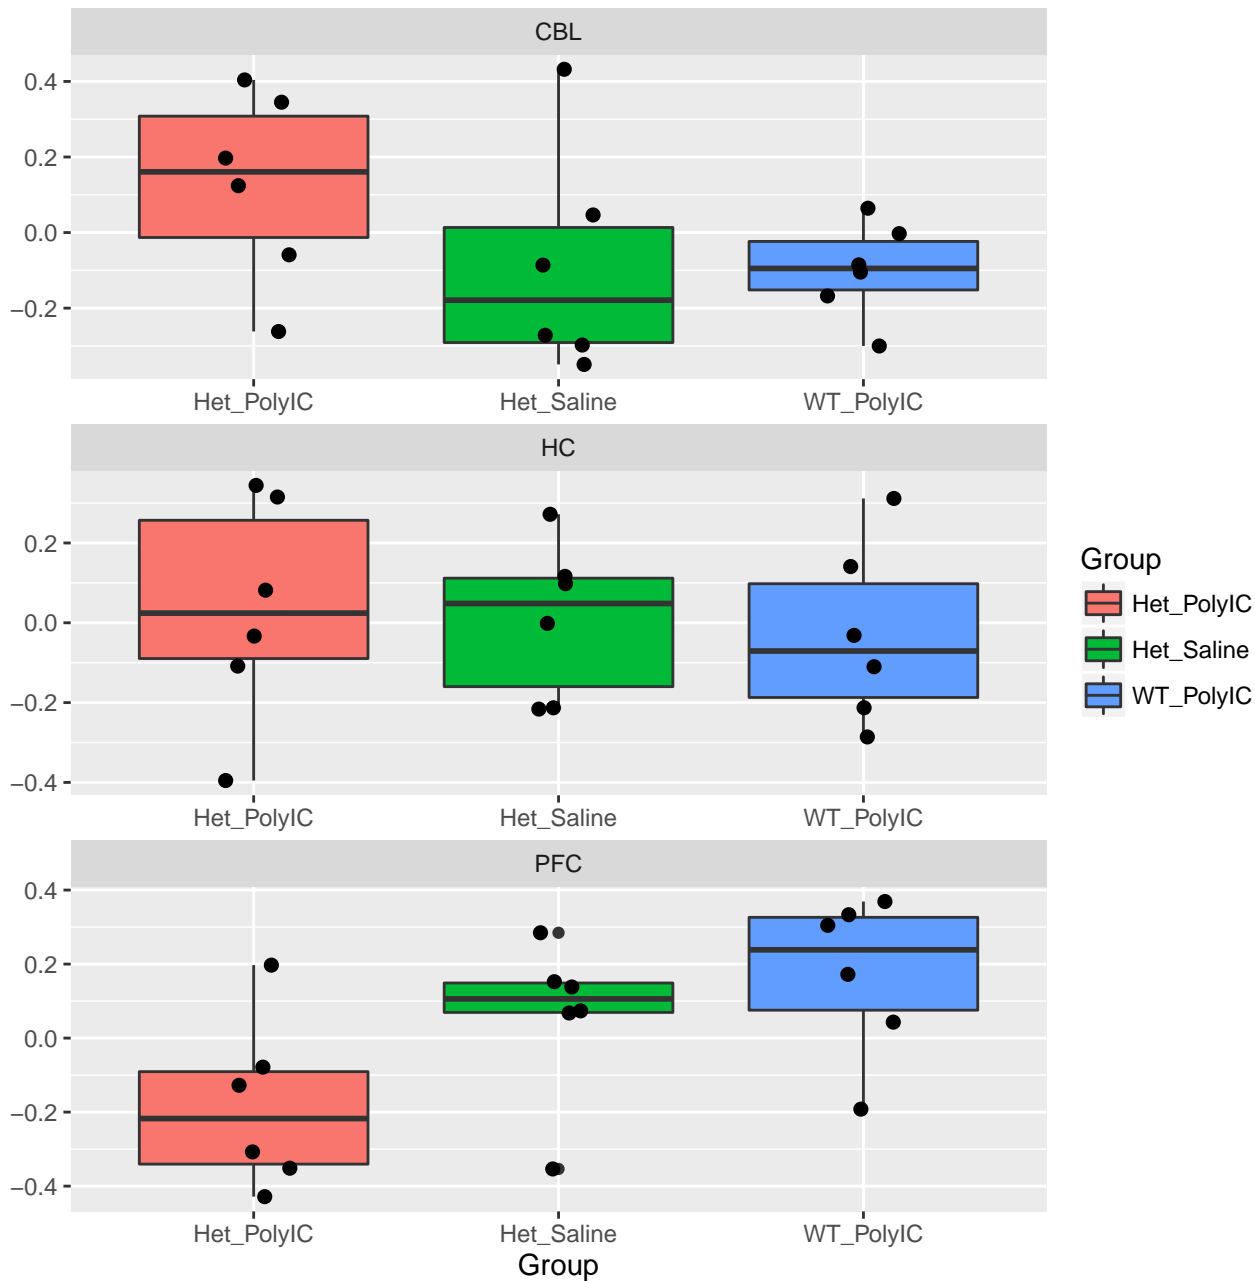 CBL
0.4
0.2
0.0
−0.2
Het_PolyIC Het_Saline WT_PolyIC
HC
0.2
0.0
−0.2
−0.4
Het_PolyIC Het_Saline WT_PolyIC
PFC
0.4
0.2
0.0
−0.2
−0.4
Het_PolyIC Het_Saline WT_PolyIC
Group
Group
Het_PolyIC
Het_Saline
WT_PolyIC